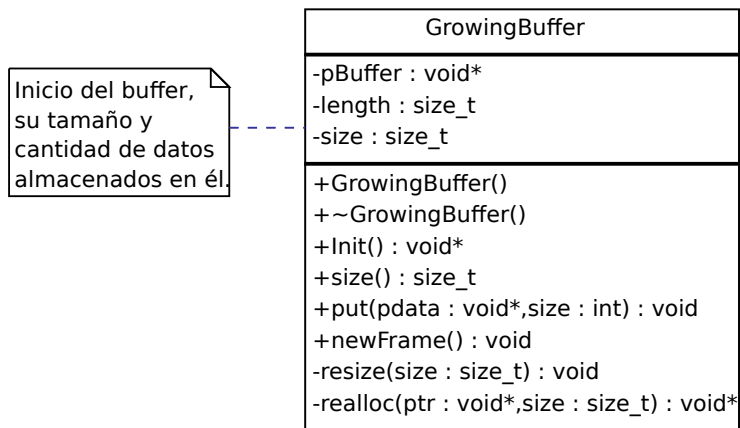 GrowingBuffer
-pBuffer : void*
-length : size_t
-size : size_t
Inicio del buffer,
su tamaño y
cantidad de datos
almacenados en él.
+GrowingBuffer()
+~GrowingBuffer()
+Init() : void*
+size() : size_t
+put(pdata : void*,size : int) : void
+newFrame() : void
-resize(size : size_t) : void
-realloc(ptr : void*,size : size_t) : void*